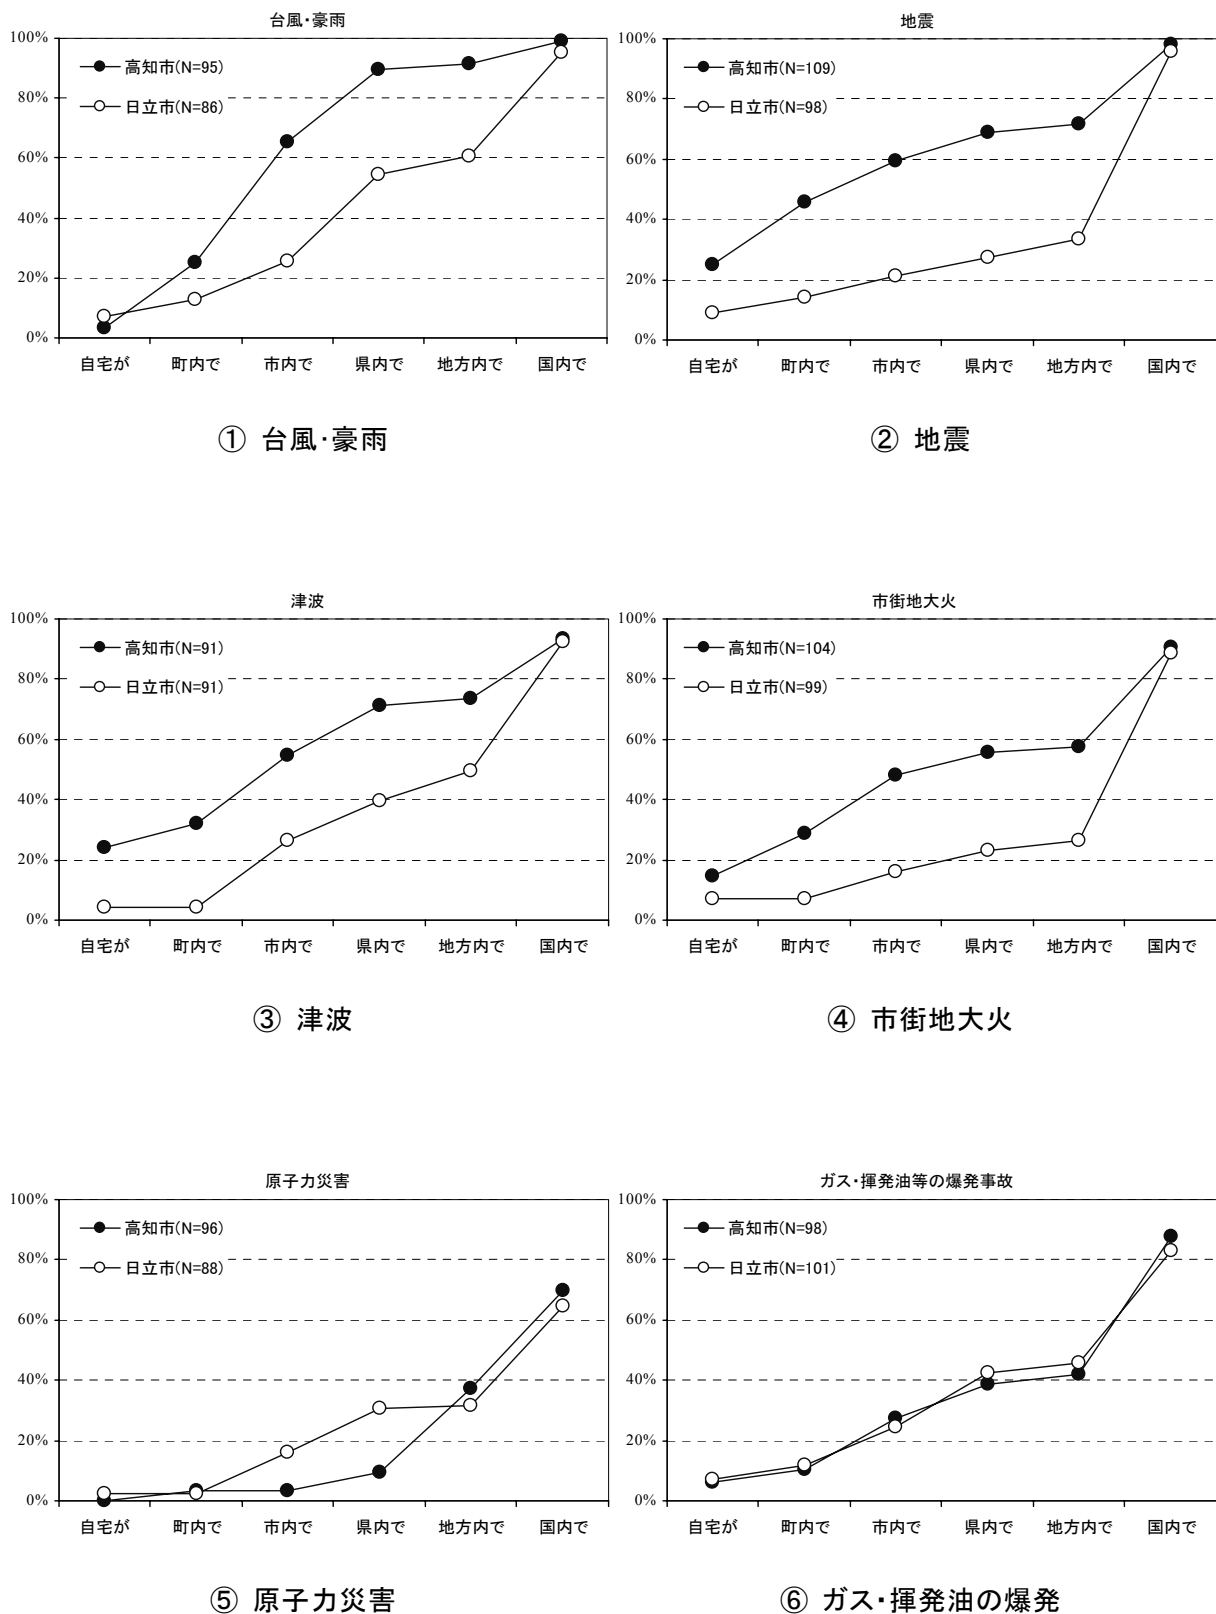 台風・豪雨
100%
80%
60%
40%
20%
0%
高知市(N=95)
日立市(N=86)
自宅が 町内で 市内で 県内で 地方内で 国内で
① 台風・豪雨
地震
100%
80%
60%
40%
20%
0%
高知市(N=109)
日立市(N=98)
自宅が 町内で 市内で 県内で 地方内で 国内で
② 地震
津波
100%
80%
60%
40%
20%
0%
高知市(N=91)
日立市(N=91)
自宅が 町内で 市内で 県内で 地方内で 国内で
③ 津波
市街地大火
100%
80%
60%
40%
20%
0%
高知市(N=104)
日立市(N=99)
自宅が 町内で 市内で 県内で 地方内で 国内で
④ 市街地大火
原子力災害
100%
80%
60%
40%
20%
0%
高知市(N=96)
日立市(N=88)
自宅が 町内で 市内で 県内で 地方内で 国内で
⑤ 原子力災害
ガス・揮発油等の爆発事故
100%
80%
60%
40%
20%
0%
高知市(N=98)
日立市(N=101)
自宅が 町内で 市内で 県内で 地方内で 国内で
⑥ ガス・揮発油の爆発